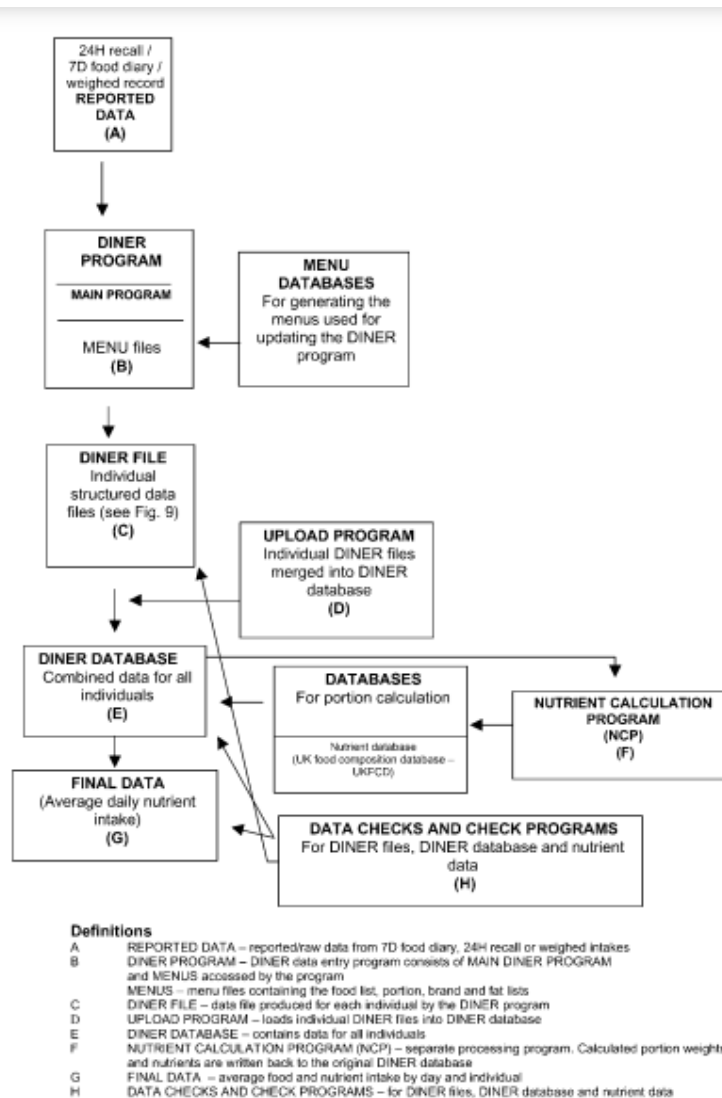 24H recall /
7D food diary /
weighed record
REPORTED
DATA
(A)
DINER
PROGRAM
MAIN PROGRAM
MENU files
(B)
MENU
DATABASES
For generating the
menus used for
updating the DINER
program
DINER FILE
Individual
structured data
files (see Fig. 9)
(C)
UPLOAD PROGRAM
Individual DINER files
merged into DINER
database
(D)
DINER DATABASE
Combined data for all
individuals
(E)
DATABASES
For portion calculation
Nutrient database
(UK food composition database –
UKFCD)
NUTRIENT CALCULATION
PROGRAM
(NCP)
(F)
FINAL DATA
(Average daily nutrient
intake)
(G)
DATA CHECKS AND CHECK PROGRAMS
For DINER files, DINER database and nutrient
data
(H)
Definitions
A REPORTED DATA – reported/raw data from 7D food diary, 24H recall or weighed intakes
B DINER PROGRAM – DINER data entry program consists of MAIN DINER PROGRAM
and MENUS accessed by the program
MENUS – menu files containing the food list, portion, brand and fat lists
C DINER FILE – data file produced for each individual by the DINER program
D UPLOAD PROGRAM – loads individual DINER files into DINER database
E DINER DATABASE – contains data for all individuals
F NUTRIENT CALCULATION PROGRAM (NCP) – separate processing program. Calculated portion weights
and nutrients are written back to the original DINER database
G FINAL DATA – average food and nutrient intake by day and individual
H DATA CHECKS AND CHECK PROGRAMS – for DINER files, DINER database and nutrient data